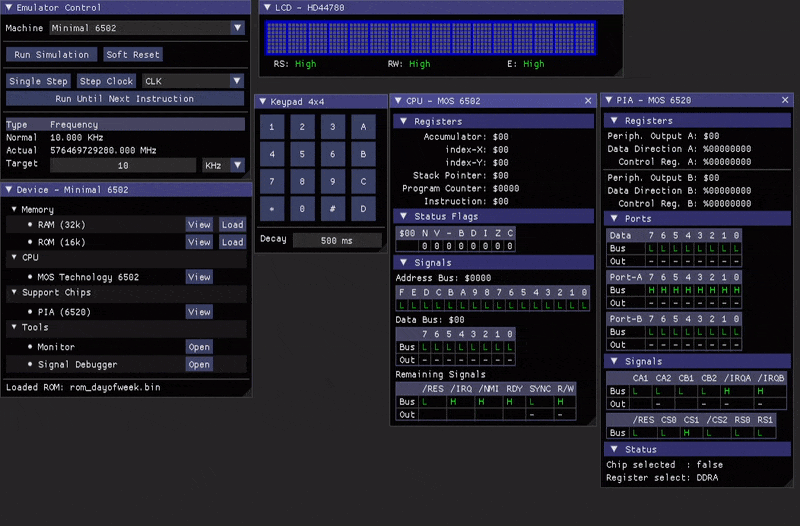 Emulator Control
Machine Minimal 6502
Run Simulation Soft Reset
Single Step Step Clock CLK
Run Until Next Instruction
Type Frequency
Normal 10.000 KHz
Actual 576469729280.000 MHz
Target 10 KHz
Device - Minimal 6502
Memory
RAM (32k) View Load
ROM (16k) View Load
CPU
MOS Technology 6502 View
Support Chips
PIA (6520) View
Tools
Monitor Open
Signal Debugger Open
Loaded ROM: rom_dayofweek.bin
LCD - HD44780
RS: High RW: High E: High
Keypad 4x4
1 2 3 A
4 5 6 B
7 8 9 C
* 0 # D
Decay 500 ms
CPU - MOS 6502
Registers
Accumulator: $00
index-X: $00
index-Y: $00
Stack Pointer: $00
Program Counter: $0000
Instruction: $00
Status Flags
$00 N V - B D I Z C
0 0 0 0 0 0 0 0
Signals
Address Bus: $0000
F E D C B A 9 8 7 6 5 4 3 2 1 0
L L L L L L L L L L L L L L L L
Data Bus: $00
7 6 5 4 3 2 1 0
Bus L L L L L L L L
Out - - - - - - - -
Remaining Signals
/RES /IRQ /NMI RDY SYNC R/W
Bus L H H H L H
Out - -
PIA - MOS 6520
Registers
Periph. Output A: $00
Data Direction A: %00000000
Control Reg. A: %00000000
Periph. Output B: $00
Data Direction B: %00000000
Control Reg. B: %00000000
Ports
Data 7 6 5 4 3 2 1 0
Bus L L L L L L L L
Out - - - - - - - -
Port-A 7 6 5 4 3 2 1 0
Bus H H H H H H H H
Out - - - - - - - -
Port-B 7 6 5 4 3 2 1 0
Bus L L L L L L L L
Out - - - - - - - -
Signals
CA1 CA2 CB1 CB2 /IRQA /IRQB
Bus L L L L H H
Out - - - -
/RES CS0 CS1 /CS2 RS0 RS1
Bus L L H L L L
Status
Chip selected : false
Register select: DDRA